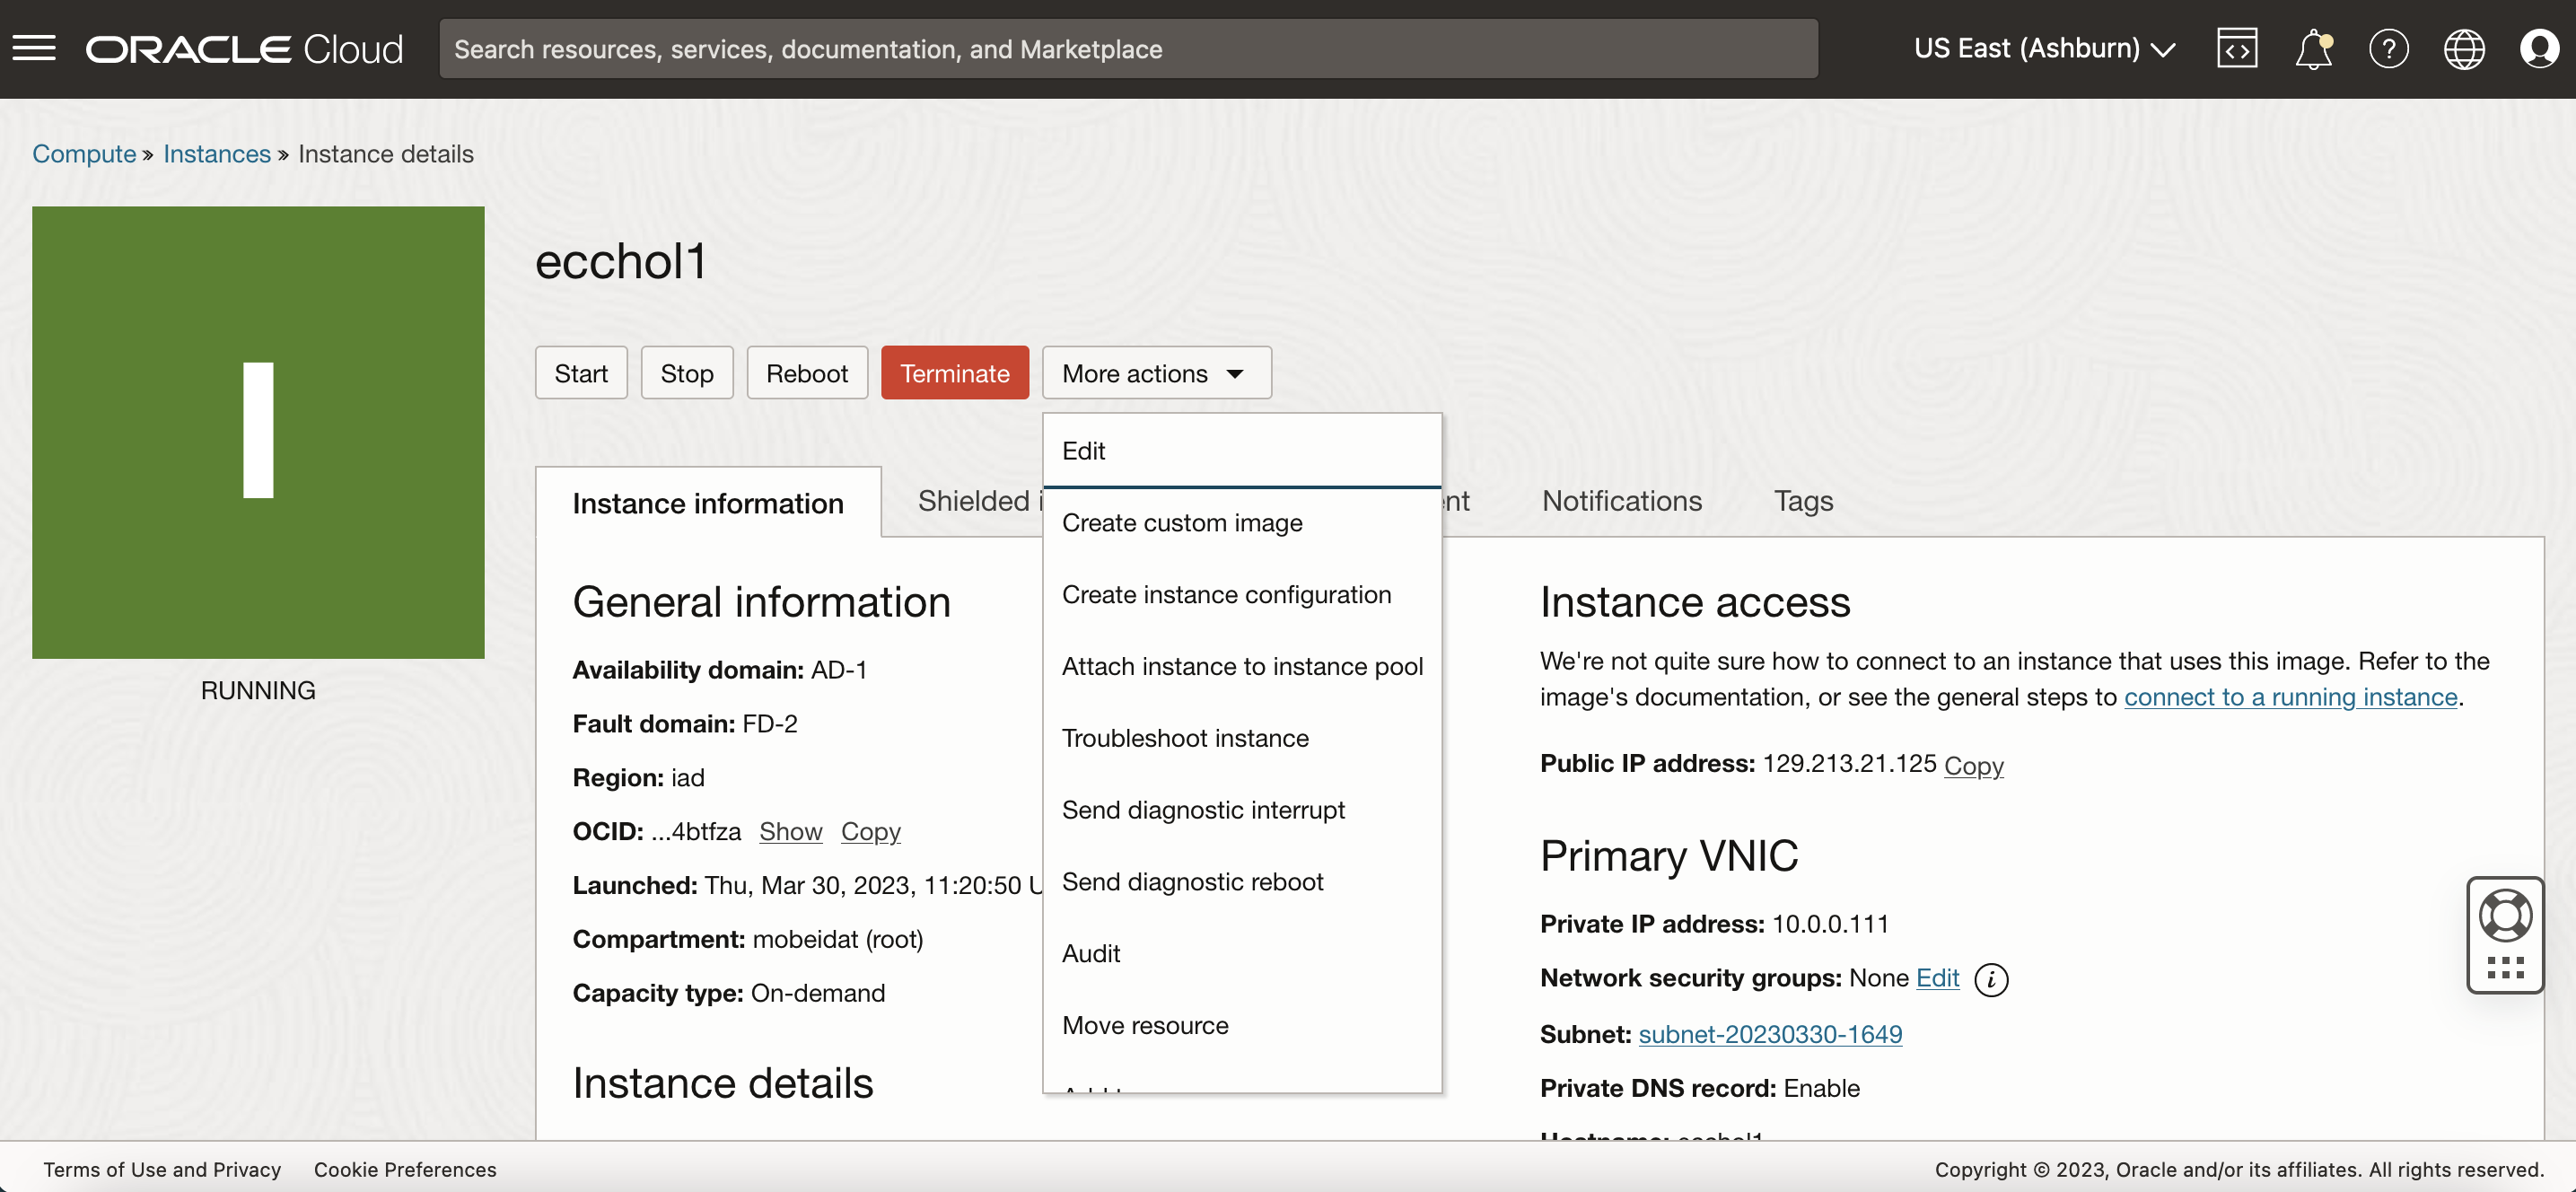 ORACLE Cloud
Search resources, services, documentation, and Marketplace
US East (Ashburn)
Compute » Instances » Instance details
I
RUNNING
ecchol1
Start
Stop
Reboot
Terminate
More actions
Edit
Create custom image
Create instance configuration
Attach instance to instance pool
Troubleshoot instance
Send diagnostic interrupt
Send diagnostic reboot
Audit
Move resource
Instance information
Shielded
Notifications
Tags
General information
Availability domain: AD-1
Fault domain: FD-2
Region: iad
OCID: ...4btfza Show Copy
Launched: Thu, Mar 30, 2023, 11:20:50 U
Compartment: mobeidat (root)
Capacity type: On-demand
Instance details
Instance access
We're not quite sure how to connect to an instance that uses this image. Refer to the
image's documentation, or see the general steps to connect to a running instance.
Public IP address: 129.213.21.125 Copy
Primary VNIC
Private IP address: 10.0.0.111
Network security groups: None Edit
Subnet: subnet-20230330-1649
Private DNS record: Enable
Hostname: ecchol1
Terms of Use and Privacy
Cookie Preferences
Copyright © 2023, Oracle and/or its affiliates. All rights reserved.